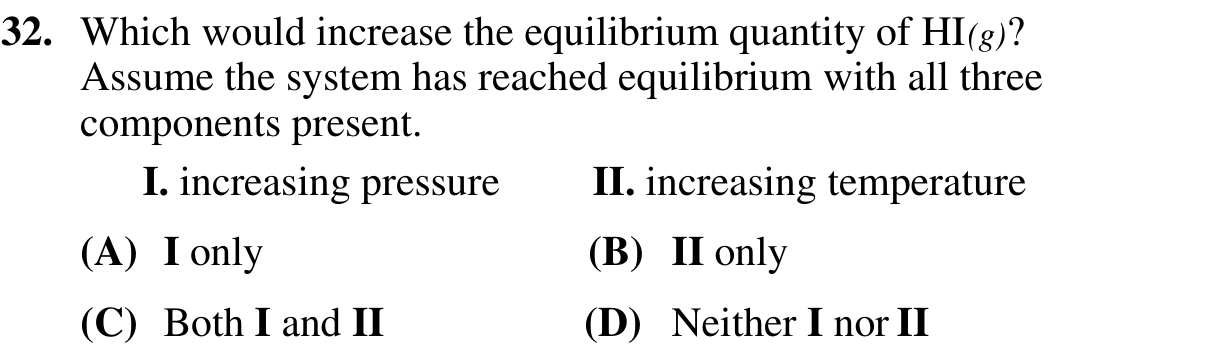 32. Which would increase the equilibrium quantity of HI(g)?
Assume the system has reached equilibrium with all three
components present.
I. increasing pressure II. increasing temperature
(A) I only (B) II only
(C) Both I and II (D) Neither I nor II